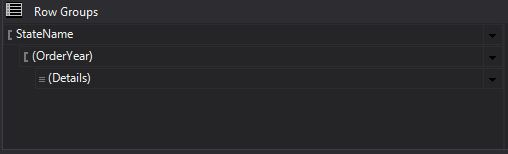 Row Groups
StateName
(OrderYear)
(Details)